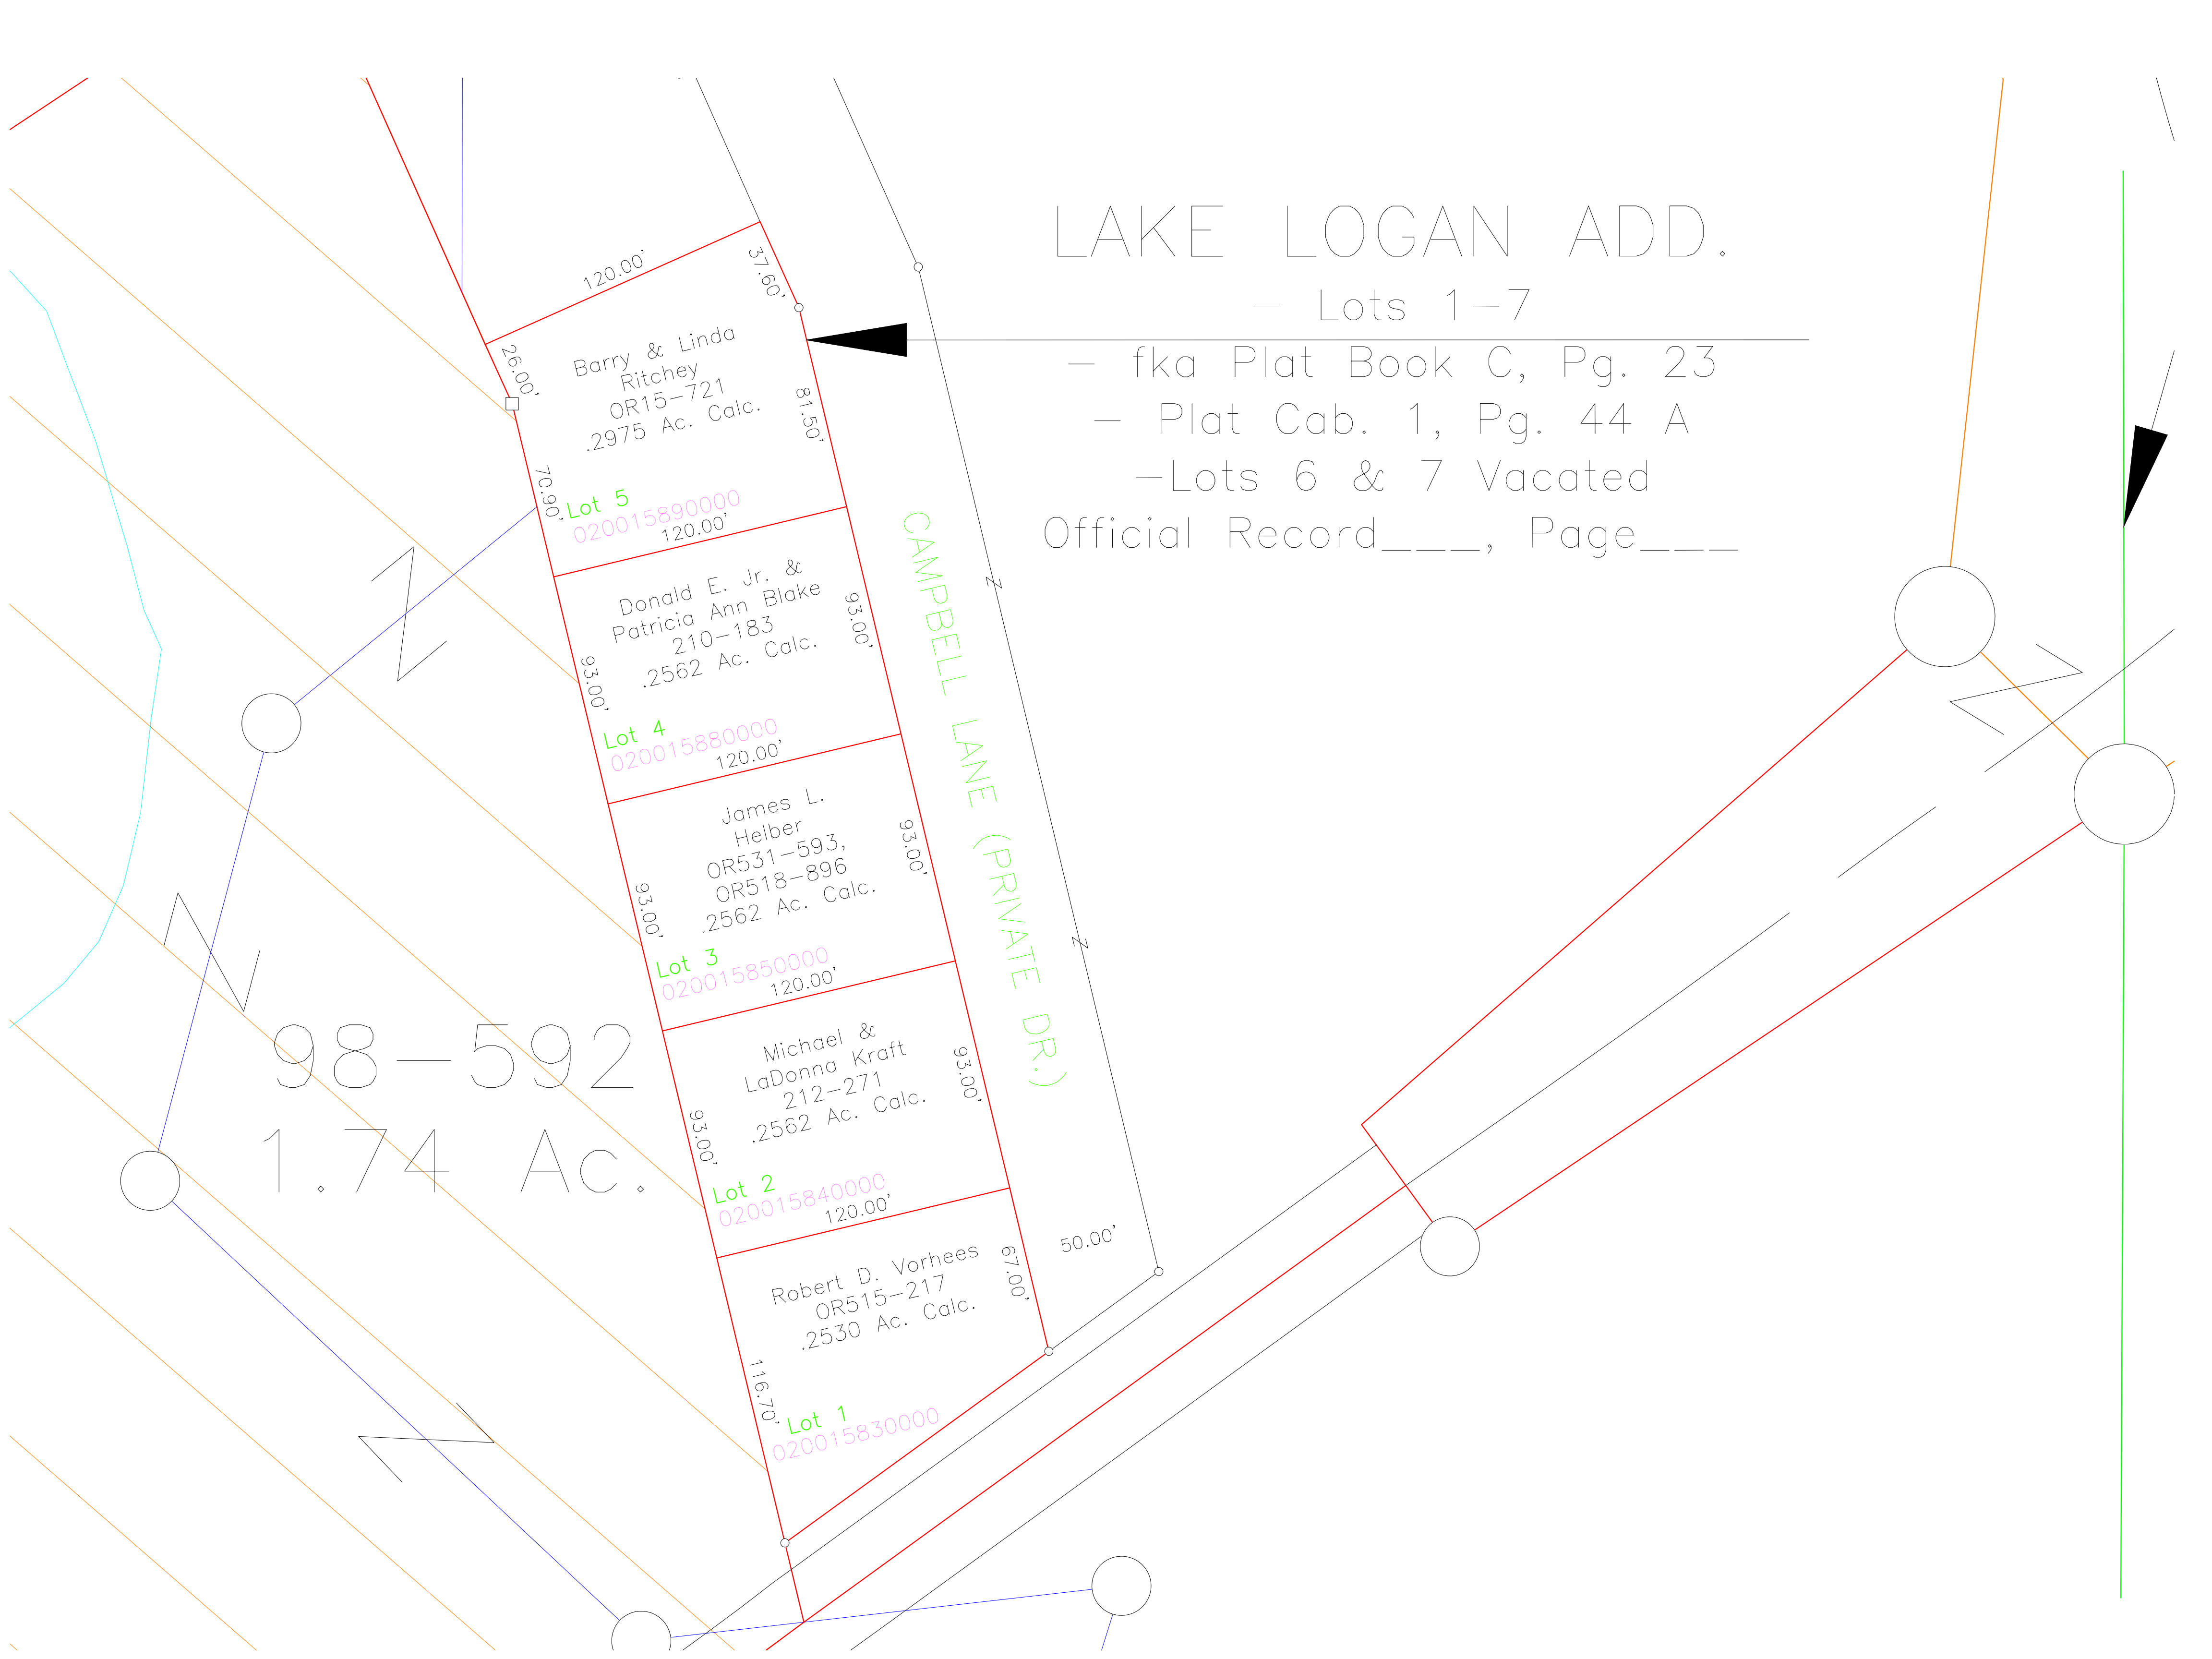 LAKE LOGAN ADD.
- Lots 1-7
- fka Plat Book C, Pg. 23
- Plat Cab. 1, Pg. 44 A
-Lots 6 & 7 Vacated
Official Record___, Page___
120.00'
37.60'
26.00'
Barry & Linda
Ritchey
OR15-721
.2975 Ac. Calc.
81.50'
70.90'
Lot 5
020015890000
120.00'
Donald E. Jr. &
Patricia Ann Blake
210-183
.2562 Ac. Calc.
93.00'
93.00'
Lot 4
020015880000
120.00'
James L.
Helber
OR531-593,
OR518-896
.2562 Ac. Calc.
93.00'
93.00'
Lot 3
020015850000
120.00'
Michael &
LaDonna Kraft
212-271
.2562 Ac. Calc.
93.00'
93.00'
Lot 2
020015840000
120.00'
Robert D. Vorhees
OR515-217
.2530 Ac. Calc.
67.00'
116.70'
Lot 1
020015830000
50.00'
CAMPBELL LANE (PRIVATE DR.)
98-592
1.74 Ac.